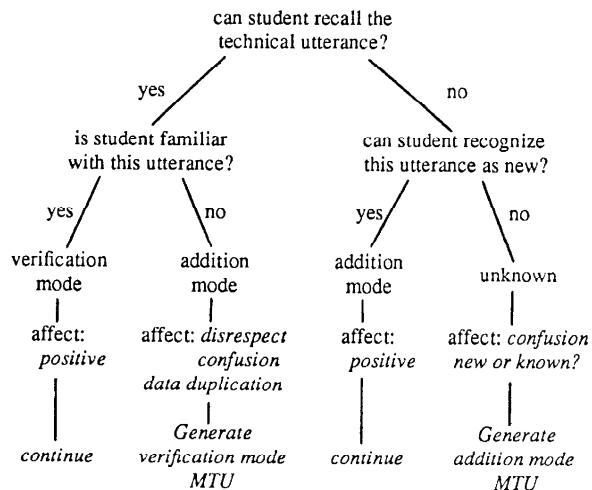 can student recall the
technical utterance?
yes
no
is student familiar
with this utterance?
can student recognize
this utterance as new?
yes
no
yes
no
verification
mode
addition
mode
addition
mode
unknown
affect:
positive
affect: disrespect
confusion
data duplication
affect:
positive
affect: confusion
new or known?
continue
Generate
verification mode
MTU
continue
Generate
addition mode
MTU